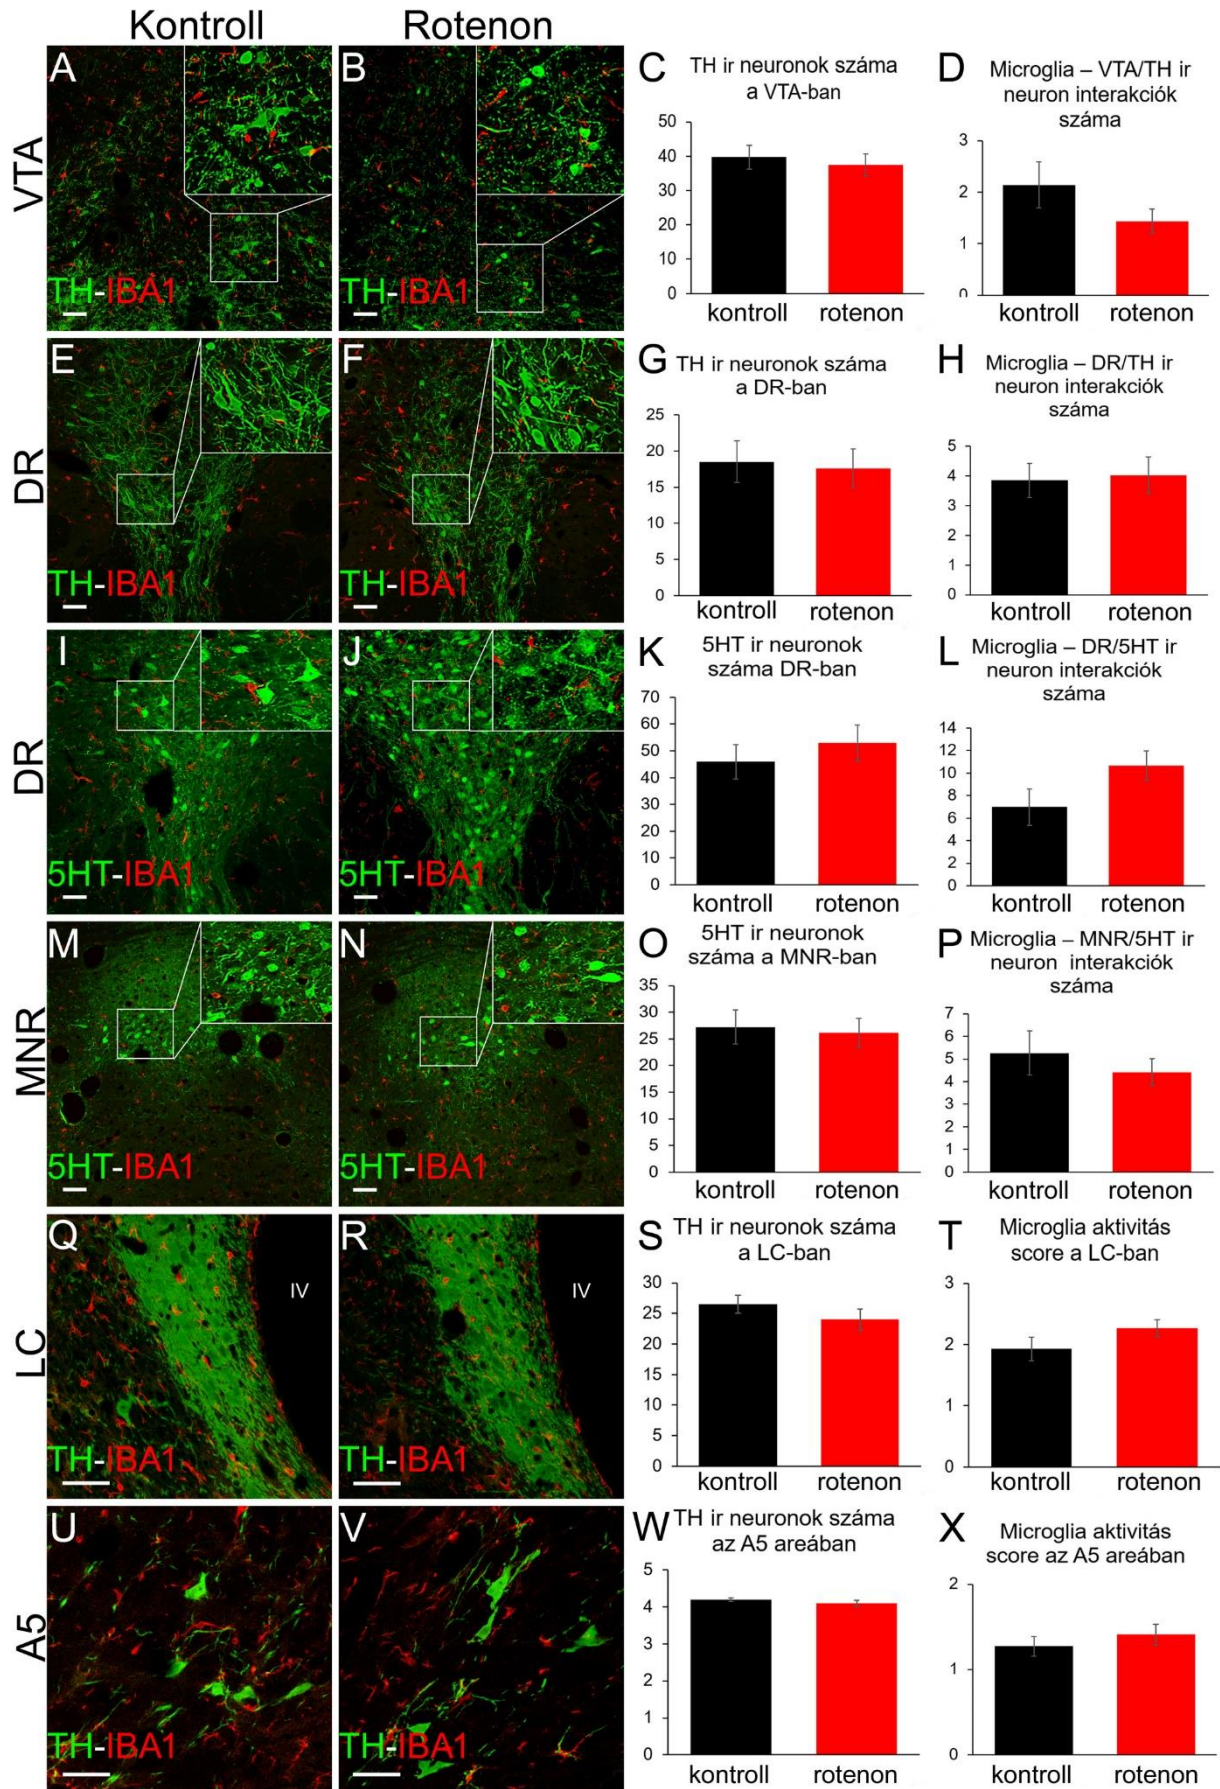 Kontroll
Rotenon
VTA
A
TH-IBA1
B
TH-IBA1
C TH ir neuronok száma
a VTA-ban
50
40
30
20
10
0
kontroll rotenon
D Microglia – VTA/TH ir
neuron interakciók
száma
3
2
1
0
kontroll rotenon
DR
E
TH-IBA1
F
TH-IBA1
G TH ir neuronok száma
a DR-ban
25
20
15
10
5
0
kontroll rotenon
H Microglia – DR/TH ir
neuron interakciók
száma
5
4
3
2
1
0
kontroll rotenon
DR
I
5HT-IBA1
J
5HT-IBA1
K 5HT ir neuronok
száma DR-ban
70
60
50
40
30
20
10
0
kontroll rotenon
L Microglia – DR/5HT ir
neuron interakciók
száma
14
12
10
8
6
4
2
0
kontroll rotenon
MNR
M
5HT-IBA1
N
5HT-IBA1
O 5HT ir neuronok
száma a MNR-ban
35
30
25
20
15
10
5
0
kontroll rotenon
P Microglia – MNR/5HT ir
neuron interakciók
száma
7
6
5
4
3
2
1
0
kontroll rotenon
LC
Q
IV
TH-IBA1
R
IV
TH-IBA1
S TH ir neuronok száma
a LC-ban
30
25
20
15
10
5
0
kontroll rotenon
T Microglia aktivitás
score a LC-ban
3
2
1
0
kontroll rotenon
A5
U
TH-IBA1
V
TH-IBA1
W TH ir neuronok száma
az A5 areában
5
4
3
2
1
0
kontroll rotenon
X Microglia aktivitás
score az A5 areában
2
1
0
kontroll rotenon